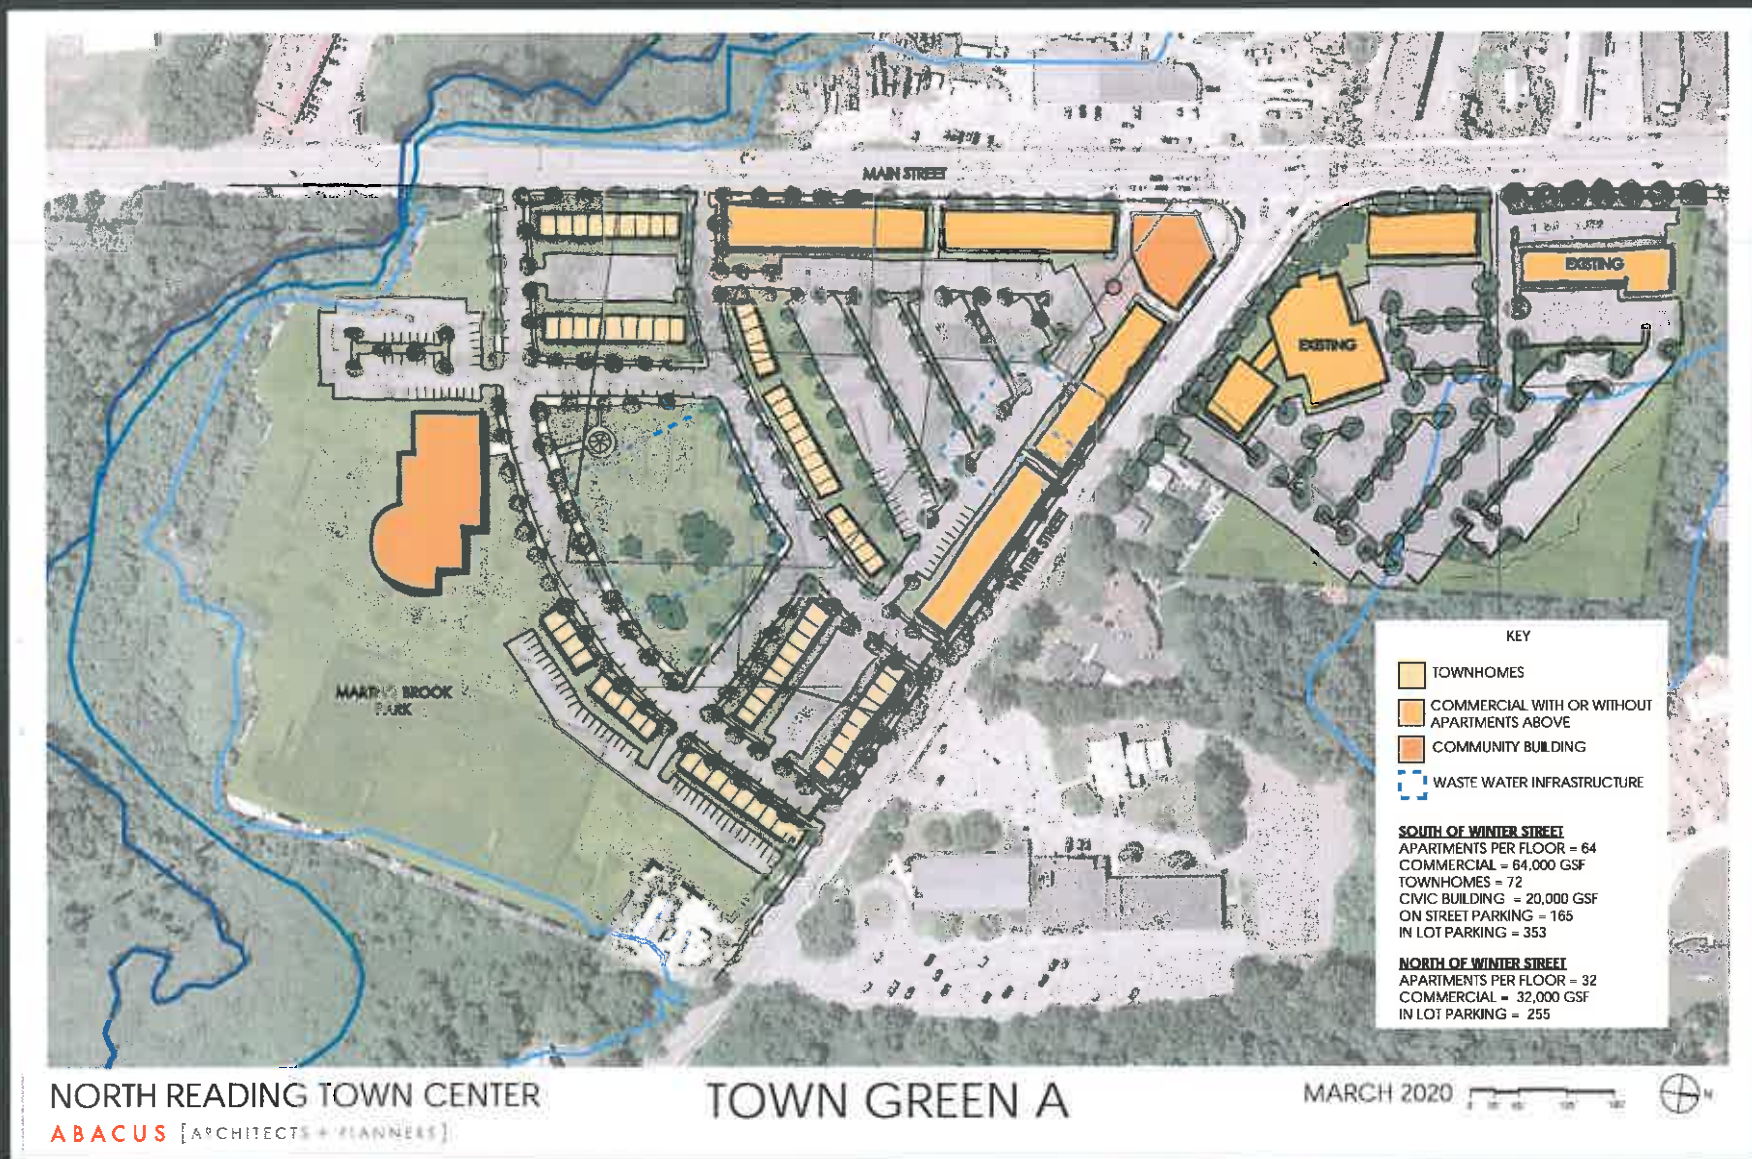 MAIN STREET
EXISTING
EXISTING
WINTER STREET
BROOK
PARK
KEY
TOWNHOMES
COMMERCIAL WITH OR WITHOUT
APARTMENTS ABOVE
COMMUNITY BUILDING
WASTE WATER INFRASTRUCTURE
SOUTH OF WINTER STREET
APARTMENTS PER FLOOR = 64
COMMERCIAL = 64,000 GSF
TOWNHOMES = 72
CIVIC BUILDING = 20,000 GSF
ON STREET PARKING = 165
IN LOT PARKING = 353
NORTH OF WINTER STREET
APARTMENTS PER FLOOR = 32
COMMERCIAL = 32,000 GSF
IN LOT PARKING = 255
NORTH READING TOWN CENTER
TOWN GREEN A
MARCH 2020
N
ABACUS [ARCHITECTS + PLANNERS]